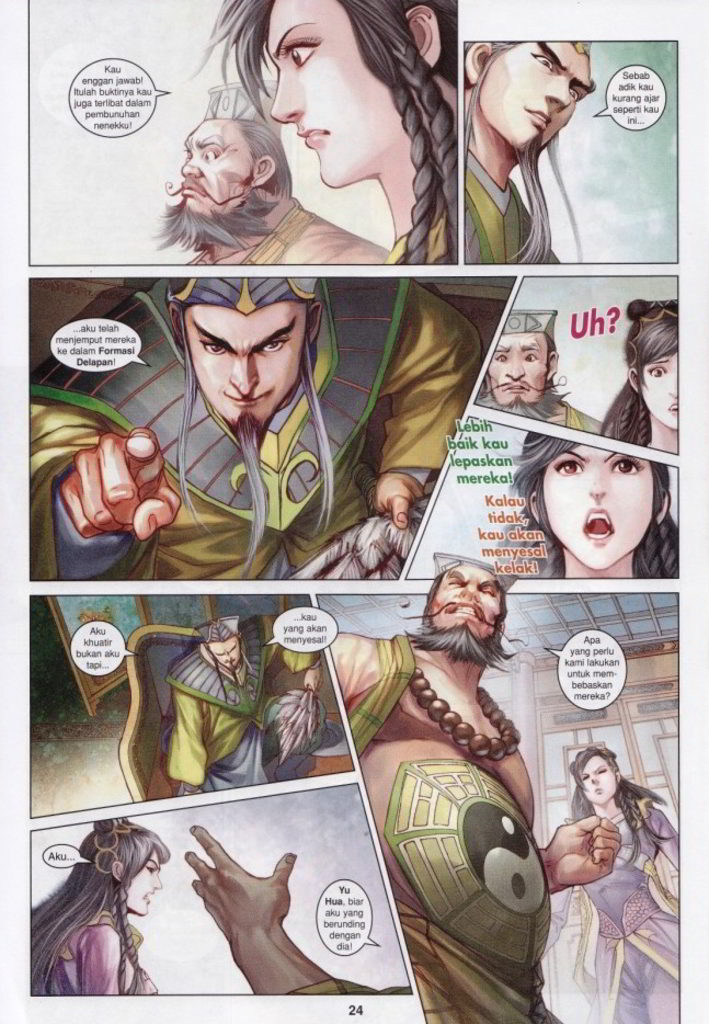 Kau
enggan jawab!
Itulah buktinya kau
juga terlibat dalam
pembunuhan
nenekku!
Sebab
adik kau
kurang ajar
seperti kau
ini...
...aku telah
menjemput mereka
ke dalam Formasi
Delapan!
Uh?
Lebih
baik kau
lepaskan
mereka!
Kalau
tidak,
kau akan
menyesal
kelak!
Aku
khuatir
bukan aku
tapi...
...kau
yang akan
menyesal!
Apa
yang perlu
kami lakukan
untuk mem-
bebaskan
mereka?
Aku...
Yu
Hua, biar
aku yang
berunding
dengan
dia!
24